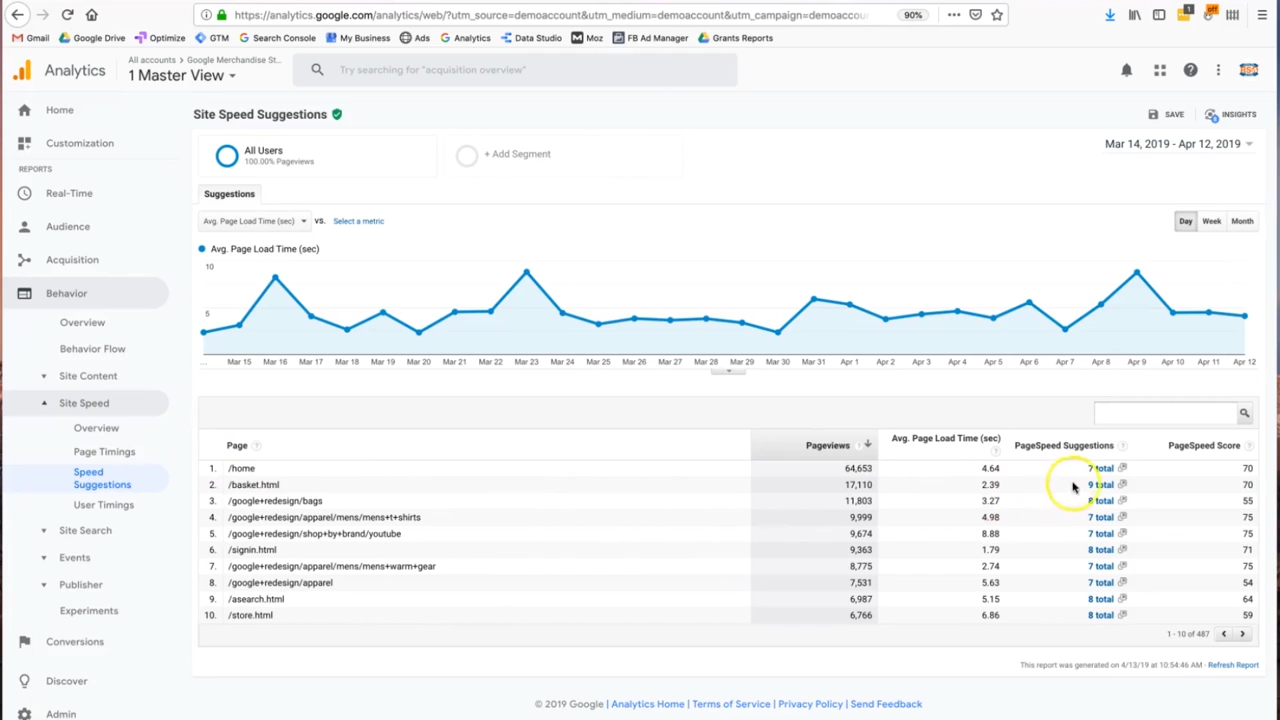 https://analytics.google.com/analytics/web/?utm_source=demoaccount&utm_medium=demoaccount&utm_campaign=demoaccou
90%
1
off
Gmail Google Drive Optimize GTM Search Console My Business Ads Analytics Data Studio Moz FB Ad Manager Grants Reports
Analytics
All accounts > Google Merchandise St...
1 Master View
Try searching for "acquisition overview"
Home
Customization
REPORTS
Real-Time
Audience
Acquisition
Behavior
Overview
Behavior Flow
Site Content
Site Speed
Overview
Page Timings
Speed
Suggestions
User Timings
Site Search
Events
Publisher
Experiments
Conversions
Discover
Admin
Site Speed Suggestions
SAVE INSIGHTS
All Users
100.00% Pageviews
+ Add Segment
Mar 14, 2019 - Apr 12, 2019
Suggestions
Avg. Page Load Time (sec) VS. Select a metric
Day Week Month
Avg. Page Load Time (sec)
10
5
... Mar 15 Mar 16 Mar 17 Mar 18 Mar 19 Mar 20 Mar 21 Mar 22 Mar 23 Mar 24 Mar 25 Mar 26 Mar 27 Mar 28 Mar 29 Mar 30 Mar 31 Apr 1 Apr 2 Apr 3 Apr 4 Apr 5 Apr 6 Apr 7 Apr 8 Apr 9 Apr 10 Apr 11 Apr 12
Page Pageviews Avg. Page Load Time (sec) PageSpeed Suggestions PageSpeed Score
1. /home 64,653 4.64 7 total 70
2. /basket.html 17,110 2.39 9 total 70
3. /google+redesign/bags 11,803 3.27 8 total 55
4. /google+redesign/apparel/mens/mens+t+shirts 9,999 4.98 7 total 75
5. /google+redesign/shop+by+brand/youtube 9,674 8.88 7 total 75
6. /signin.html 9,363 1.79 8 total 71
7. /google+redesign/apparel/mens/mens+warm+gear 8,775 2.74 7 total 75
8. /google+redesign/apparel 7,531 5.63 7 total 54
9. /asearch.html 6,987 5.15 8 total 64
10. /store.html 6,766 6.86 8 total 59
1 - 10 of 487
This report was generated on 4/13/19 at 10:54:46 AM - Refresh Report
© 2019 Google | Analytics Home | Terms of Service | Privacy Policy | Send Feedback